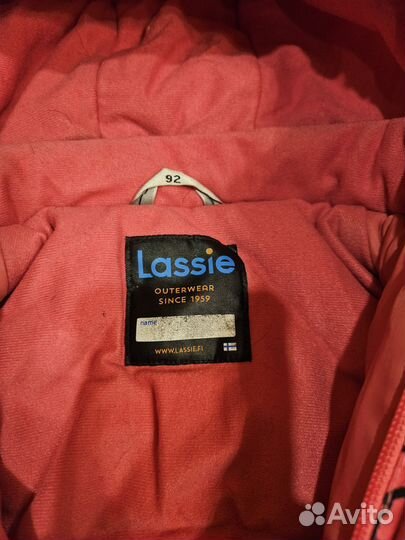 92
Lassie
OUTERWEAR
SINCE 1959
name
WWW.LASSIE.FI
Avito